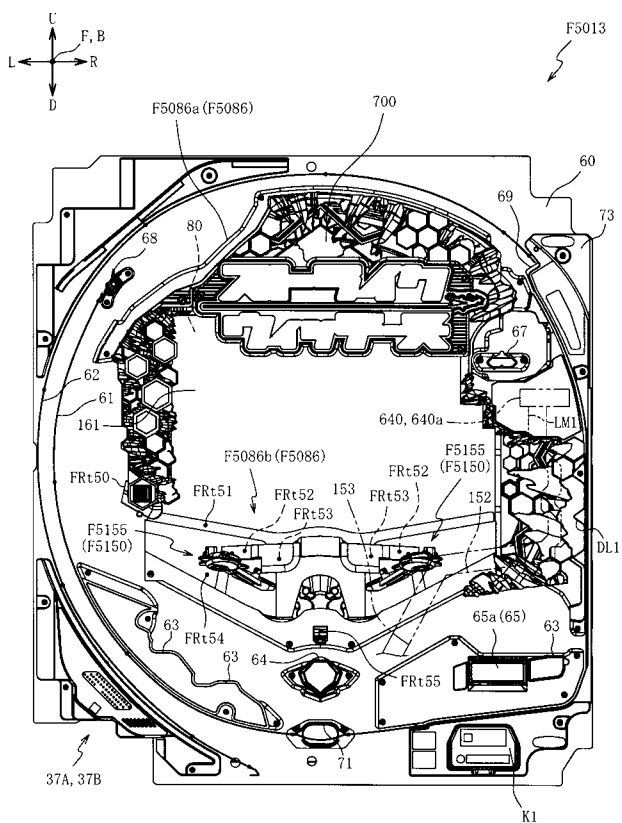 U
F, B
L
R
D
F5013
F5086a (F5086)
700
60
69
73
80
68
67
62
61
161
640, 640a
LM1
F5086b (F5086)
F5155
(F5150)
FRt50
FRt51
FRt52
FRt52
153
FRt53
FRt53
152
F5155
(F5150)
DL1
FRt54
65a (65)
63
63
63
64
FRt55
71
37A, 37B
K1